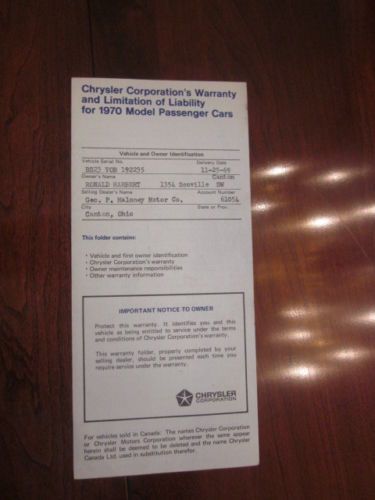 Chrysler Corporation's Warranty
and Limitation of Liability
for 1970 Model Passenger Cars
Vehicle and Owner Identification
Vehicle Serial No. Delivery Date
BS23 V0B 192235 11-25-69
Owner's Name Canton
RONALD HARBERT 1354 Roswille SW
Selling Dealer's Name Account Number
Geo. P. Maloney Motor Co. 61054
City State or Prov.
Canton, Ohio
This folder contains:
• Vehicle and first owner identification
• Chrysler Corporation's warranty
• Owner maintenance responsibilities
• Other warranty information
IMPORTANT NOTICE TO OWNER
Protect this warranty. It identifies you and this
vehicle as being entitled to service under the terms
and conditions of Chrysler Corporation's warranty.
This warranty folder, properly completed by your
selling dealer, should be presented each time you
require service under the warranty.
CHRYSLER
CORPORATION
For vehicles sold in Canada: The names Chrysler Corporation
or Chrysler Motors Corporation wherever the same appear
herein shall be deemed to be deleted and the name Chrysler
Canada Ltd. used in substitution therefor.